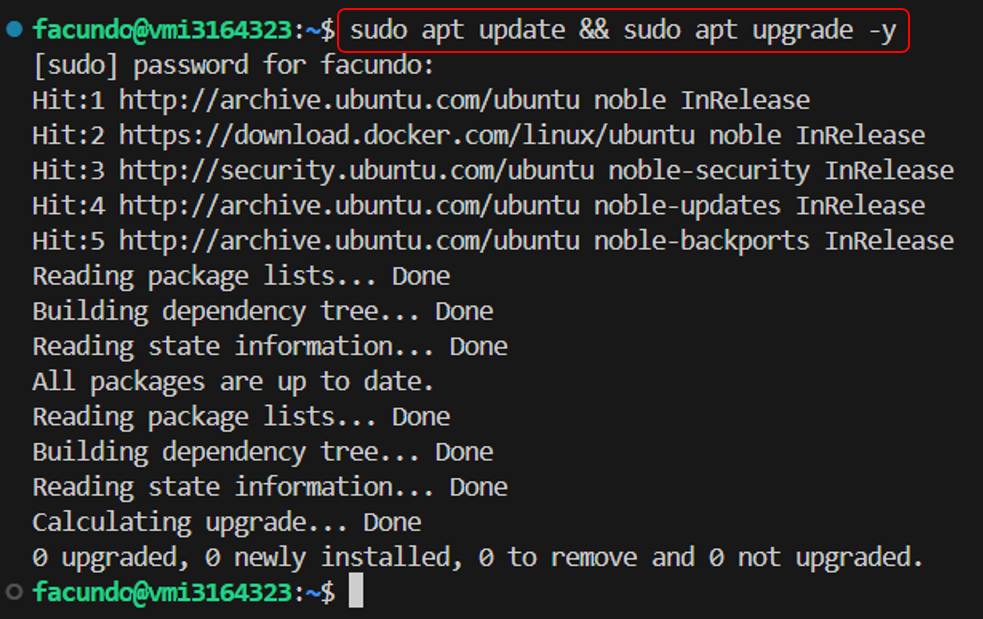 facundo@vmi3164323:~$ sudo apt update && sudo apt upgrade -y
[sudo] password for facundo:
Hit:1 http://archive.ubuntu.com/ubuntu noble InRelease
Hit:2 https://download.docker.com/linux/ubuntu noble InRelease
Hit:3 http://security.ubuntu.com/ubuntu noble-security InRelease
Hit:4 http://archive.ubuntu.com/ubuntu noble-updates InRelease
Hit:5 http://archive.ubuntu.com/ubuntu noble-backports InRelease
Reading package lists... Done
Building dependency tree... Done
Reading state information... Done
All packages are up to date.
Reading package lists... Done
Building dependency tree... Done
Reading state information... Done
Calculating upgrade... Done
0 upgraded, 0 newly installed, 0 to remove and 0 not upgraded.
facundo@vmi3164323:~$